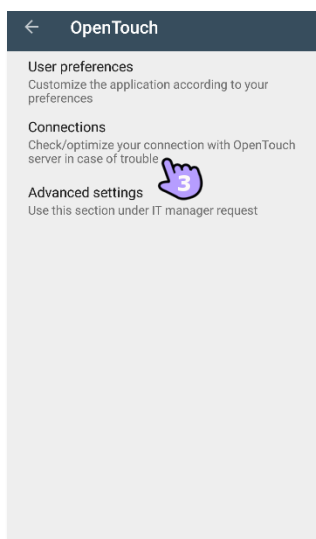 OpenTouch
User preferences
Customize the application according to your
preferences
Connections
Check/optimize your connection with OpenTouch
server in case of trouble
3
Advanced settings
Use this section under IT manager request